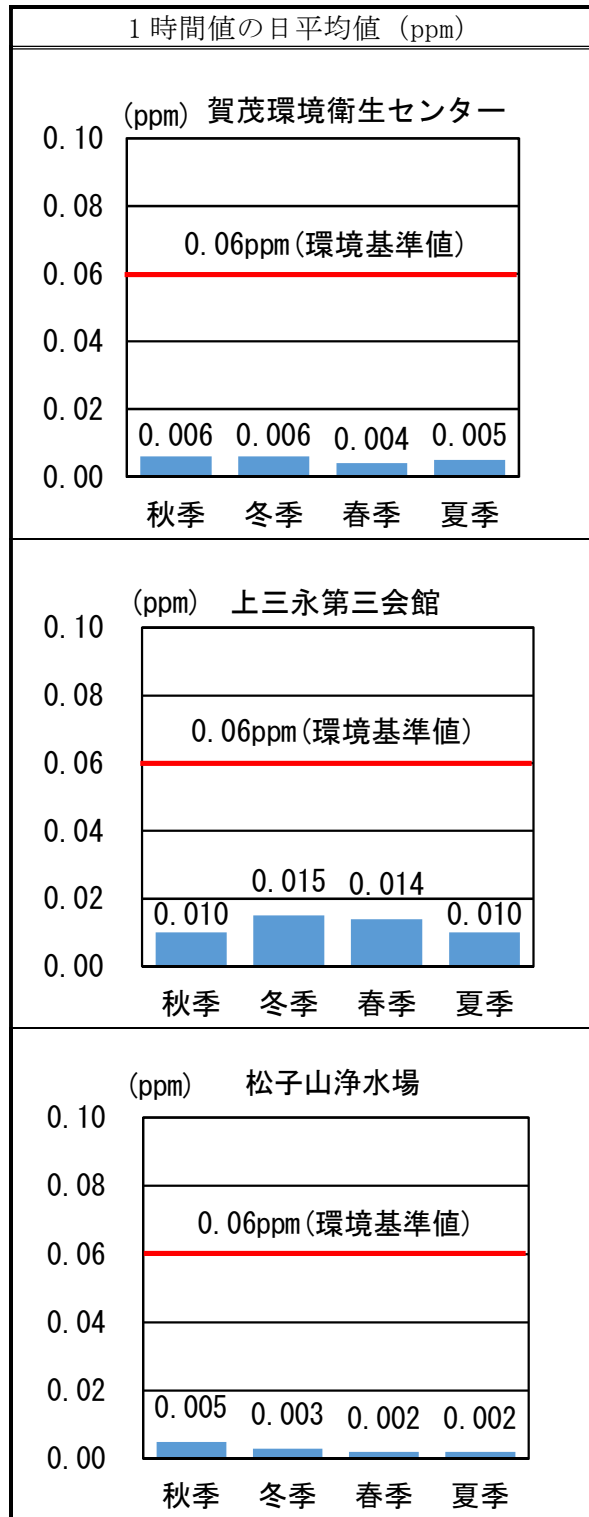 1時間値の日平均値 (ppm)
(ppm) 賀茂環境衛生センター
0.10
0.08
0.06ppm(環境基準値)
0.06
0.04
0.02
0.006 0.006 0.004 0.005
0.00
秋季 冬季 春季 夏季
(ppm) 上三永第三会館
0.10
0.08
0.06ppm(環境基準値)
0.06
0.04
0.015 0.014
0.02
0.010 0.010
0.00
秋季 冬季 春季 夏季
(ppm) 松子山浄水場
0.10
0.08
0.06ppm(環境基準値)
0.06
0.04
0.02
0.005 0.003 0.002 0.002
0.00
秋季 冬季 春季 夏季